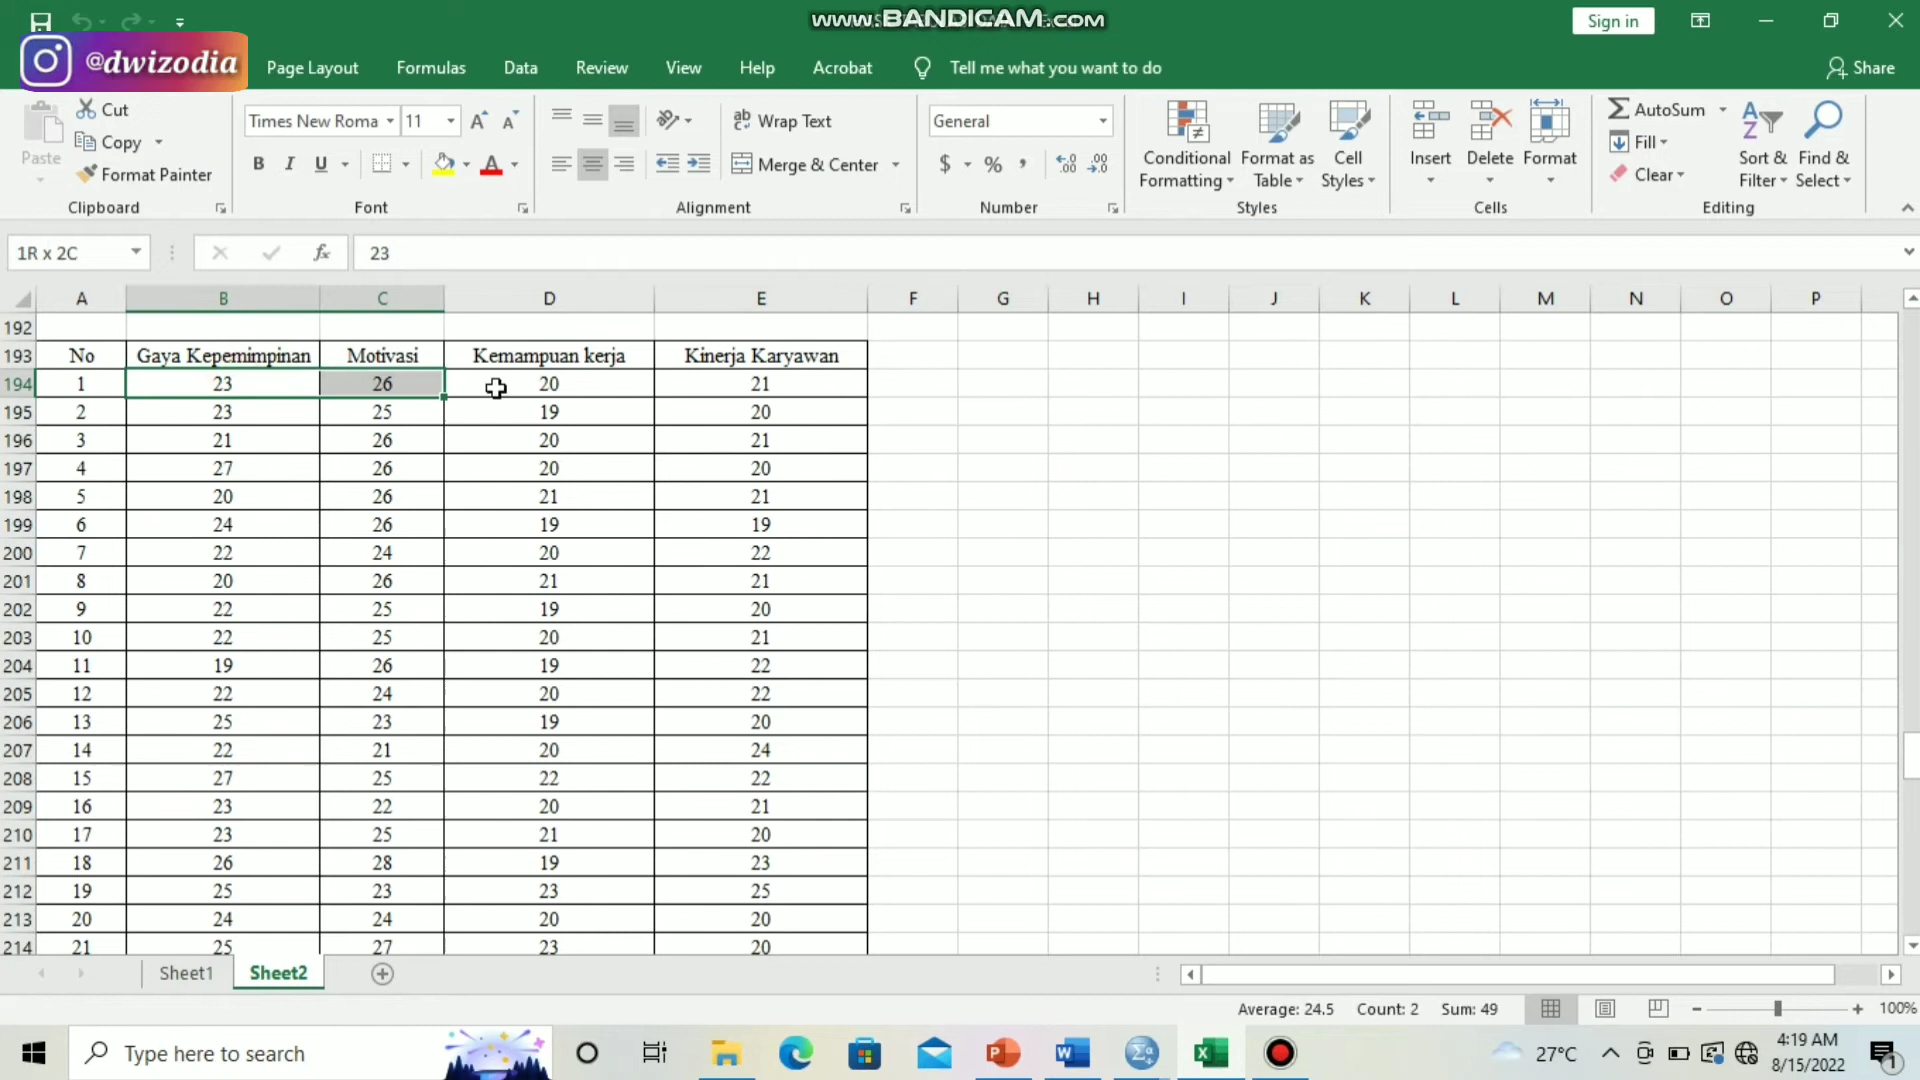 www.BANDICAM.com
Sign in
@dwizodia
Page Layout Formulas Data Review View Help Acrobat Tell me what you want to do Share
Paste Cut
Copy
Format Painter
Clipboard
Times New Roma 11
B I U
Font
Wrap Text
Merge & Center
Alignment
General
$ % ,
Number
Conditional Formatting
Format as Table
Cell Styles
Styles
Insert Delete Format
Cells
AutoSum
Fill
Clear
Sort & Filter
Find & Select
Editing
1R x 2C fx 23
A B C D E F G H I J K L M N O P
192
193 No Gaya Kepemimpinan Motivasi Kemampuan kerja Kinerja Karyawan
194 1 23 26 20 21
195 2 23 25 19 20
196 3 21 26 20 21
197 4 27 26 20 20
198 5 20 26 21 21
199 6 24 26 19 19
200 7 22 24 20 22
201 8 20 26 21 21
202 9 22 25 19 20
203 10 22 25 20 21
204 11 19 26 19 22
205 12 22 24 20 22
206 13 25 23 19 20
207 14 22 21 20 24
208 15 27 25 22 22
209 16 23 22 20 21
210 17 23 25 21 20
211 18 26 28 19 23
212 19 25 23 23 25
213 20 24 24 20 20
214 21 25 27 23 20
Sheet1 Sheet2
Average: 24.5 Count: 2 Sum: 49 100%
Type here to search
27°C
4:19 AM
8/15/2022
1